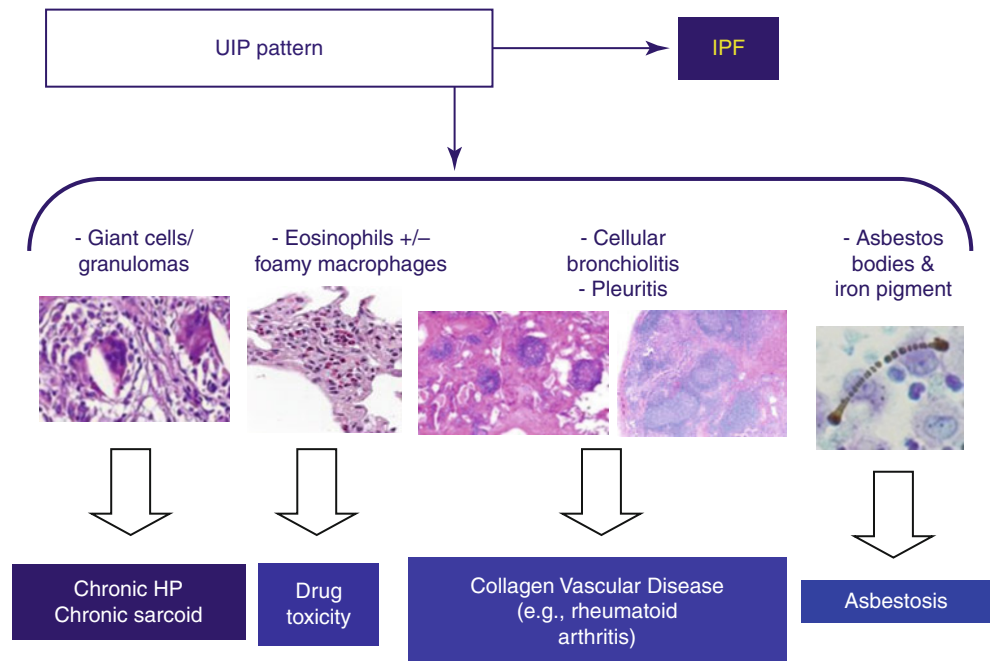 UIP pattern
IPF
- Giant cells/
granulomas
- Eosinophils +/–
foamy macrophages
- Cellular
bronchiolitis
- Pleuritis
- Asbestos
bodies &
iron pigment
Chronic HP
Chronic sarcoid
Drug
toxicity
Collagen Vascular Disease
(e.g., rheumatoid
arthritis)
Asbestosis